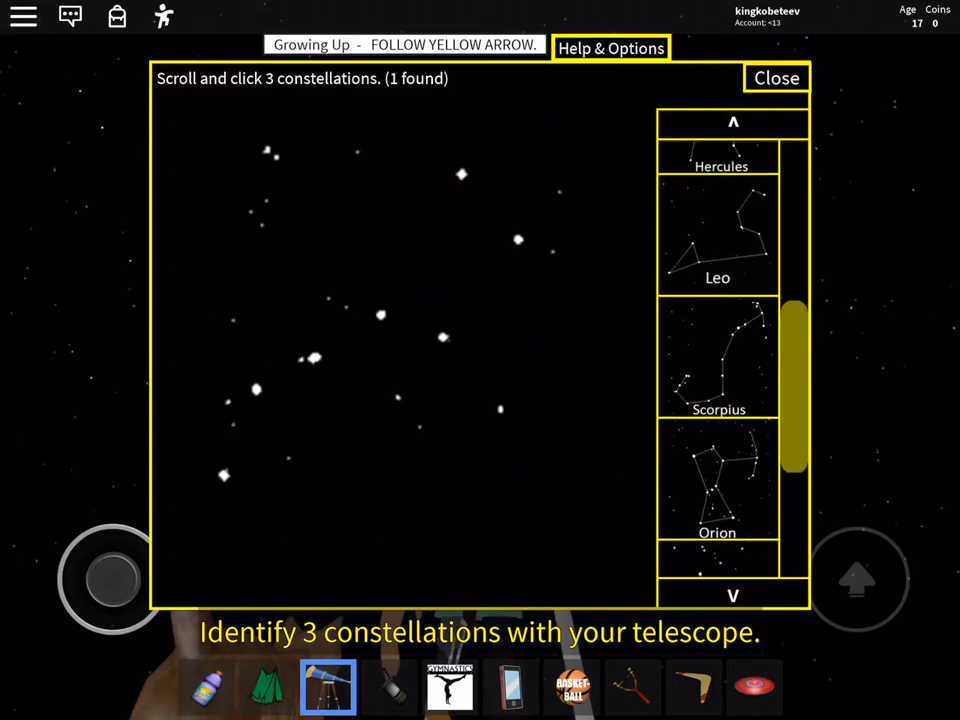 kingkobeteev
Account: <13
Age Coins
17 0
Growing Up - FOLLOW YELLOW ARROW.
Help & Options
Scroll and click 3 constellations. (1 found)
Close
^
Hercules
Leo
Scorpius
Orion
V
Identify 3 constellations with your telescope.
GYMNASTICS
BASKET-
BALL